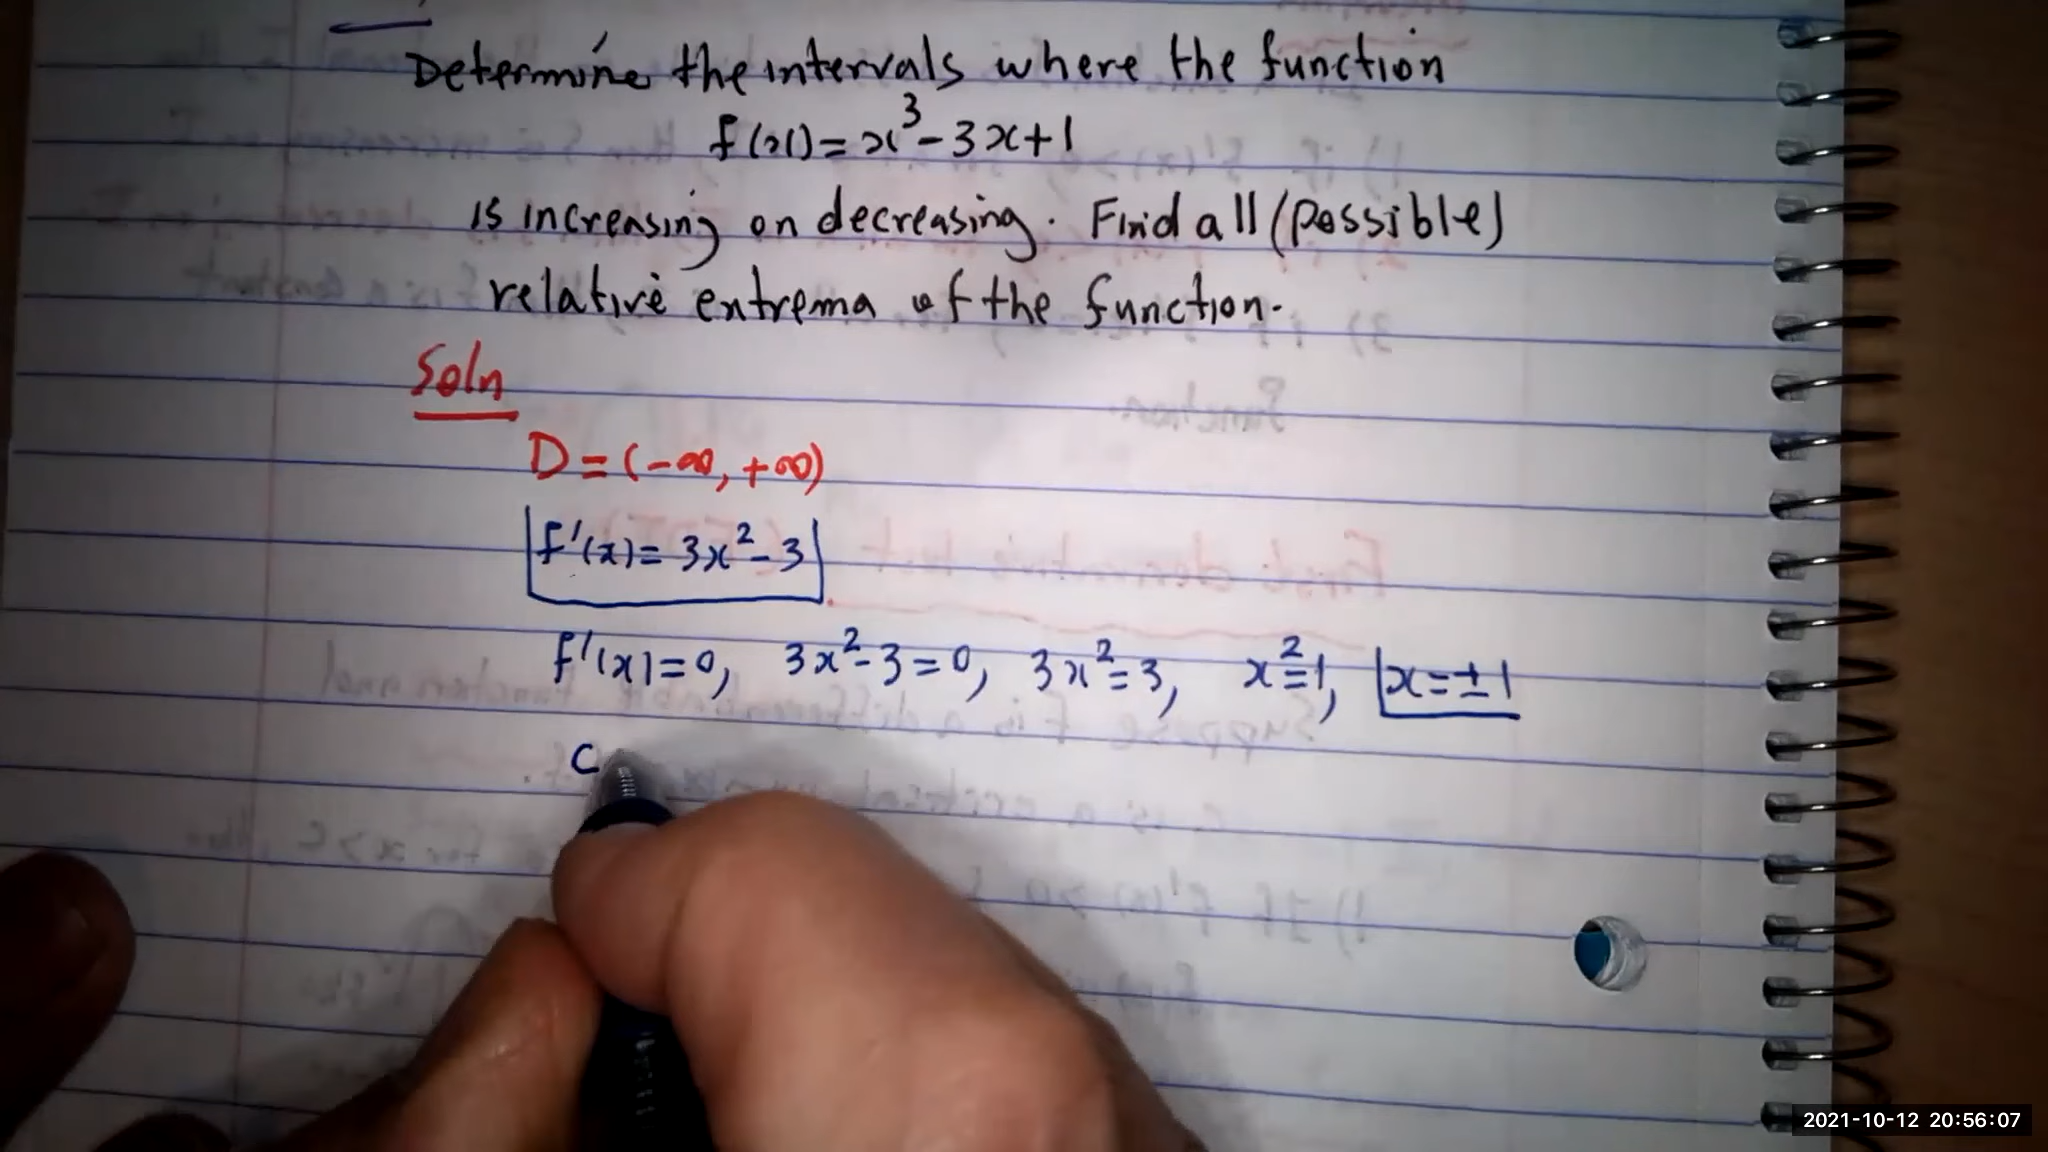 Determine the intervals where the function
f(x) = x³ - 3x + 1
is increasing on decreasing. Find all (possible)
relative extrema of the function.
Soln
D = (-∞, +∞)
f'(x) = 3x² - 3
f'(x) = 0, 3x² - 3 = 0, 3x² = 3, x² = 1, x = ± 1
C
2021-10-12 20:56:07